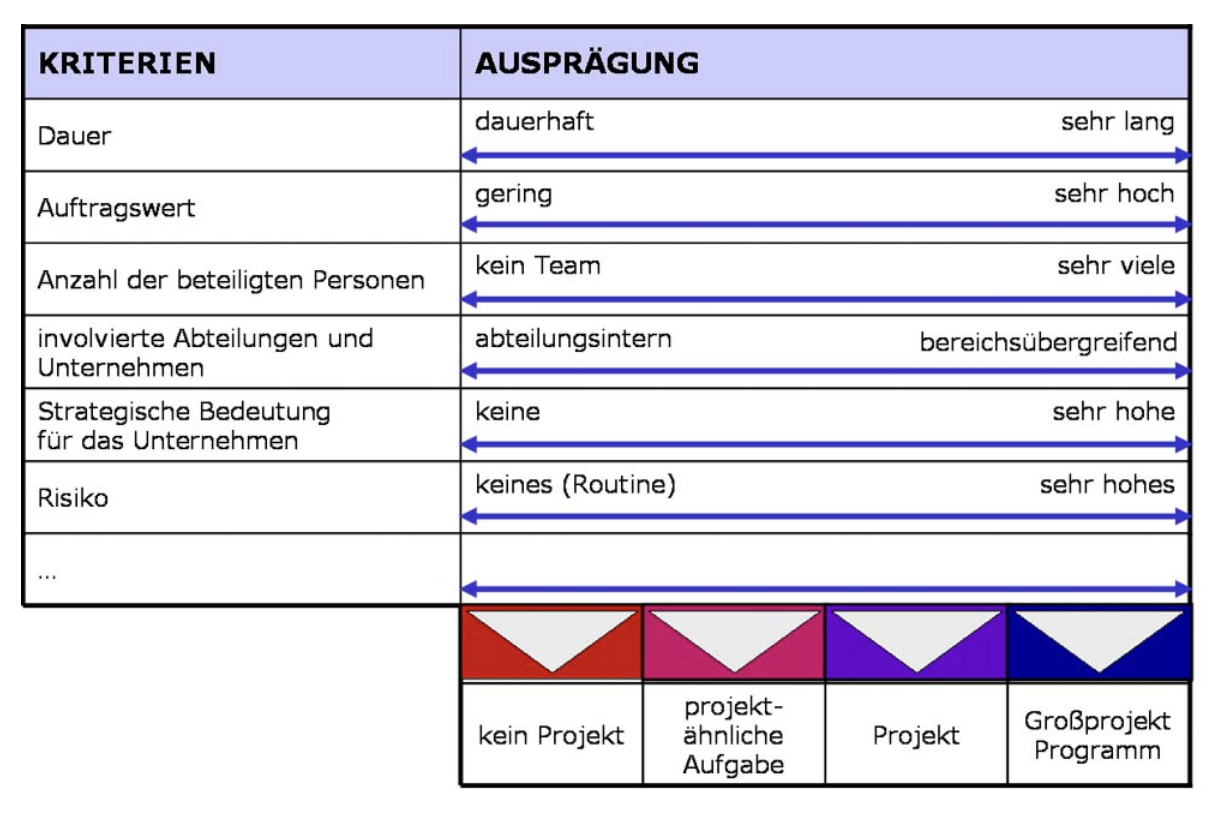 KRITERIEN
AUSPRÄGUNG
Dauer
dauerhaft
sehr lang
Auftragswert
gering
sehr hoch
Anzahl der beteiligten Personen
kein Team
sehr viele
involvierte Abteilungen und
Unternehmen
abteilungsintern
bereichsübergreifend
Strategische Bedeutung
für das Unternehmen
keine
sehr hohe
Risiko
keines (Routine)
sehr hohes
...
kein Projekt
projekt-
ähnliche
Aufgabe
Projekt
Großprojekt
Programm